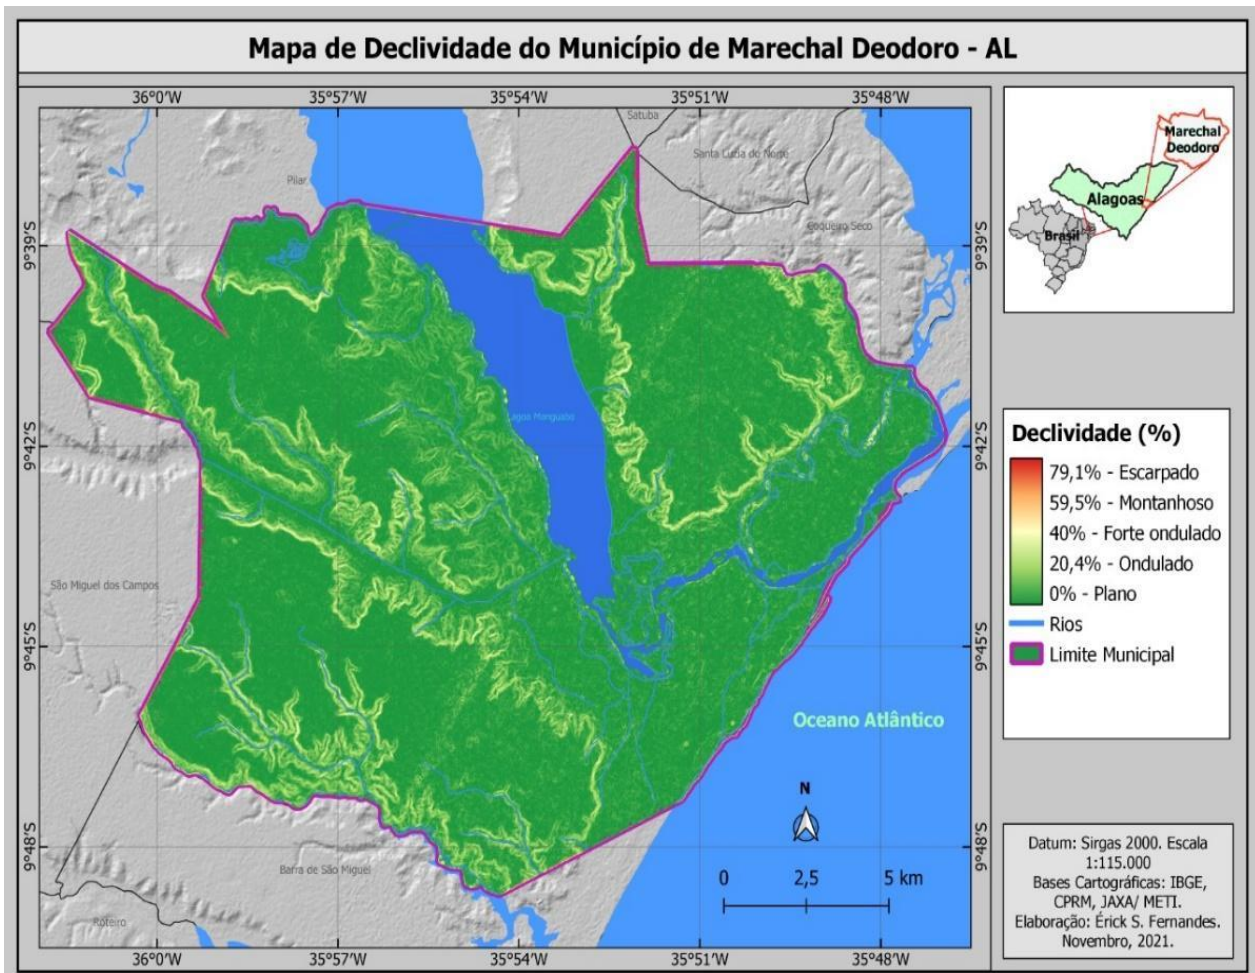 Mapa de Declividade do Município de Marechal Deodoro - AL
36°0'W 35°57'W 35°54'W 35°51'W 35°48'W
Satuba
Santa Luzia do Norte
Pilar
Coqueiro Seco
9°39'S 9°39'S
Lagoa Manguaba
9°42'S 9°42'S
São Miguel dos Campos
9°45'S 9°45'S
Oceano Atlântico
N
9°48'S 9°48'S
Barra de São Miguel
0 2,5 5 km
Roteiro
36°0'W 35°57'W 35°54'W 35°51'W 35°48'W
Marechal
Deodoro
Alagoas
Brasil
Declividade (%)
79,1% - Escarpado
59,5% - Montanhoso
40% - Forte ondulado
20,4% - Ondulado
0% - Plano
Rios
Limite Municipal
Datum: Sirgas 2000. Escala
1:115.000
Bases Cartográficas: IBGE,
CPRM, JAXA/ METI.
Elaboração: Érick S. Fernandes.
Novembro, 2021.